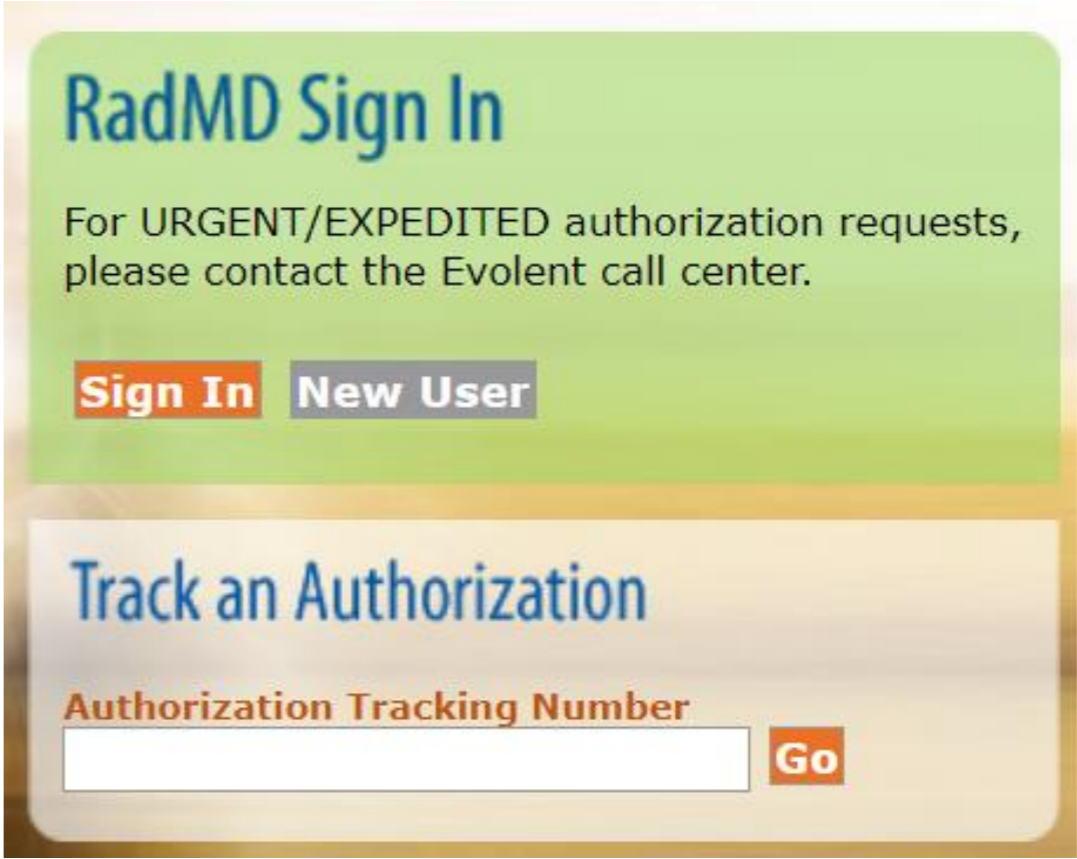 RadMD Sign In
For URGENT/EXPEDITED authorization requests,
please contact the Evolent call center.
Sign In New User
Track an Authorization
Authorization Tracking Number
Go